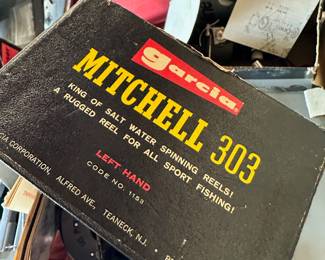 garcia
MITCHELL 303
KING OF SALT WATER SPINNING REELS!
A RUGGED REEL FOR ALL SPORT FISHING!
LEFT HAND
CODE NO. 1153
CORPORATION, ALFRED AVE., TEANECK, N.J.